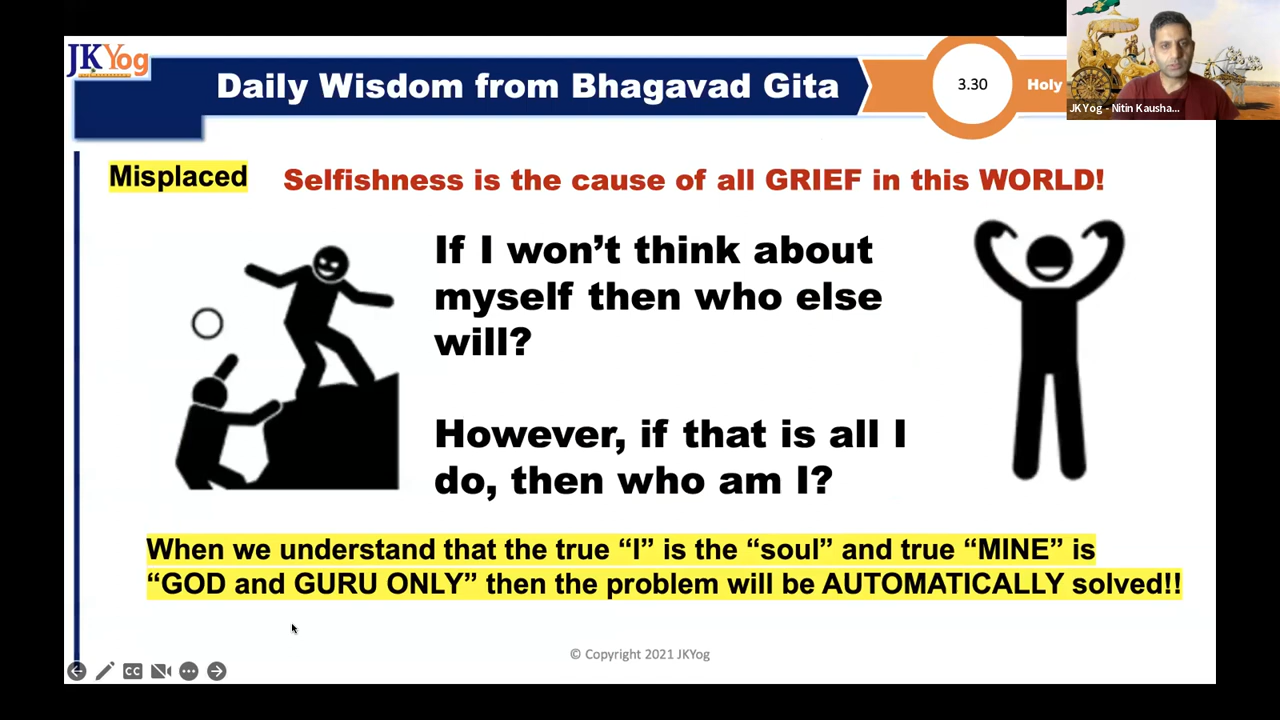 JKYog
Daily Wisdom from Bhagavad Gita
3.30
Holy
JKYog - Nitin Kausha...
Misplaced
Selfishness is the cause of all GRIEF in this WORLD!
If I won’t think about
myself then who else
will?
However, if that is all I
do, then who am I?
When we understand that the true “I” is the “soul” and true “MINE” is
“GOD and GURU ONLY” then the problem will be AUTOMATICALLY solved!!
© Copyright 2021 JKYog
CC